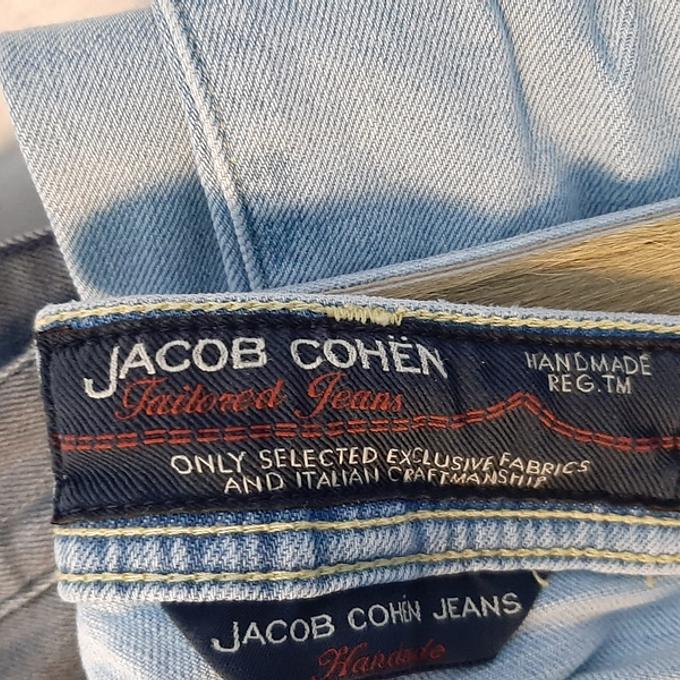 JACOB COHËN
Tailored Jeans
HANDMADE
REG.TM
ONLY SELECTED EXCLUSIVE FABRICS
AND ITALIAN CRAFTMANSHIP
JACOB COHËN JEANS